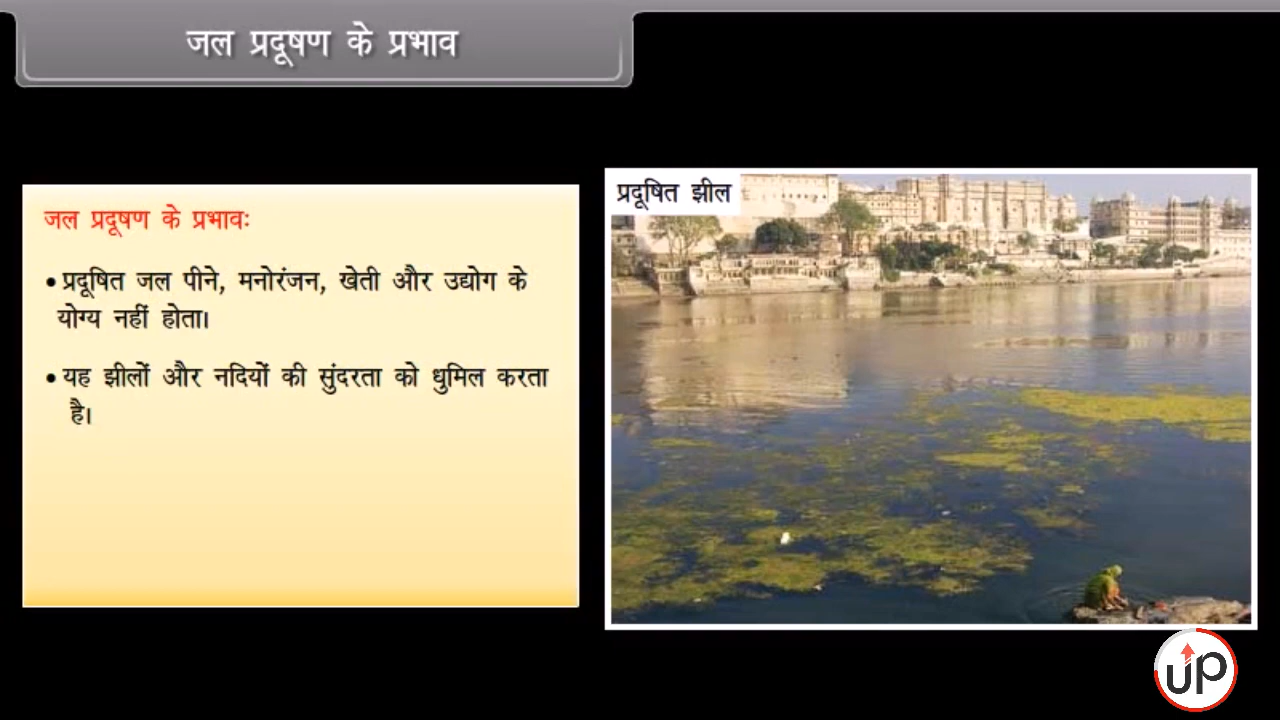 जल प्रदूषण के प्रभाव
जल प्रदूषण के प्रभावः
• प्रदूषित जल पीने, मनोरंजन, खेती और उद्योग के
योग्य नहीं होता।
• यह झीलों और नदियों की सुंदरता को धुमिल करता
है।
प्रदूषित झील
UP